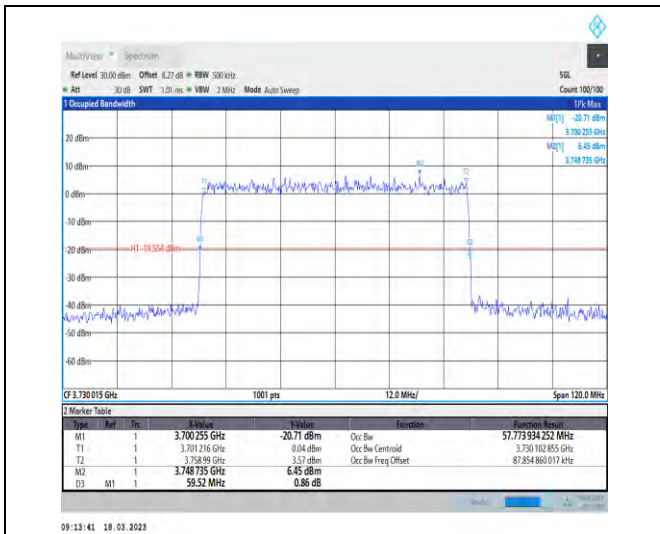 MultiView Spectrum
Ref Level 30.00 dBm Offset 8.27 dB RBW 500 kHz SGL
Att 30 dB SWT 1.01 ms VBW 2 MHz Mode Auto Sweep Count 100/100
1 Occupied Bandwidth 1Pk Max
M1[1] -20.71 dBm
3.700 255 GHz
M2[1] 6.45 dBm
3.748 735 GHz
20 dBm
10 dBm
0 dBm
-10 dBm
-20 dBm
H1 -19.554 dBm
-30 dBm
-40 dBm
-50 dBm
-60 dBm
M1
T1
M2
T2
D3
CF 3.730 015 GHz 1001 pts 12.0 MHz/ Span 120.0 MHz
2 Marker Table
Type Ref Trc X-Value Y-Value Function Function Result
M1 1 3.700 255 GHz -20.71 dBm Occ Bw 57.773 934 252 MHz
T1 1 3.701 216 GHz 0.04 dBm Occ Bw Centroid 3.730 102 855 GHz
T2 1 3.758 99 GHz 3.57 dBm Occ Bw Freq Offset 87.854 860 017 kHz
M2 1 3.748 735 GHz 6.45 dBm
D3 M1 1 59.52 MHz 0.86 dB
09:13:41 18.03.2023